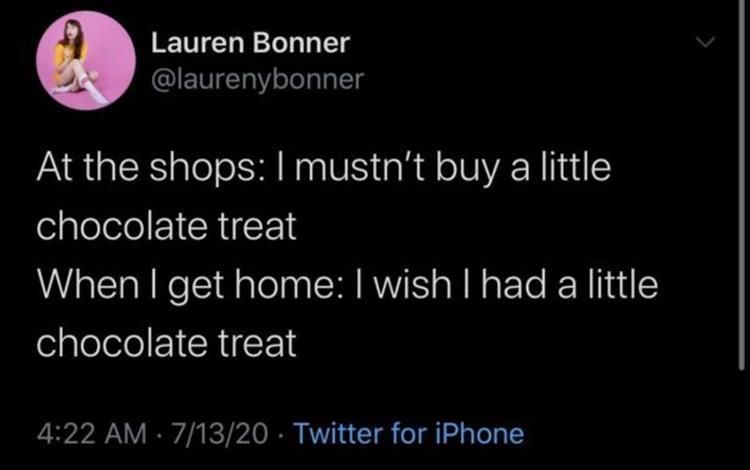 Lauren Bonner
@laurenybonner
At the shops: I mustn't buy a little
chocolate treat
When I get home: I wish I had a little
chocolate treat
4:22 AM · 7/13/20 · Twitter for iPhone